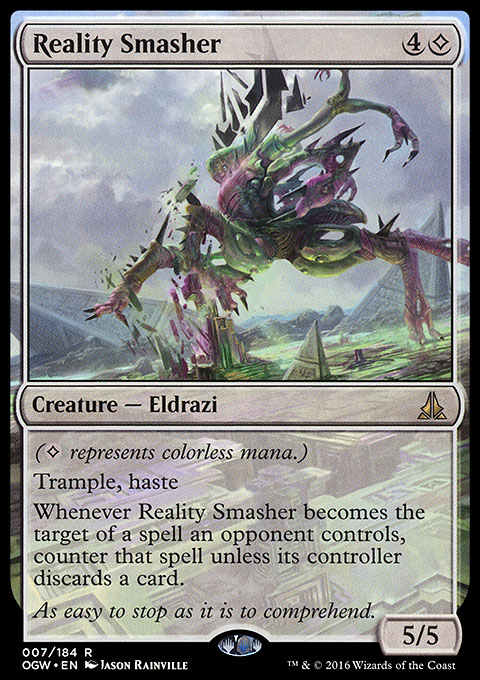 Reality Smasher 4
Creature — Eldrazi
( represents colorless mana.)
Trample, haste
Whenever Reality Smasher becomes the
target of a spell an opponent controls,
counter that spell unless its controller
discards a card.
As easy to stop as it is to comprehend.
5/5
007/184 R
OGW • EN Jason Rainville
™ & © 2016 Wizards of the Coast